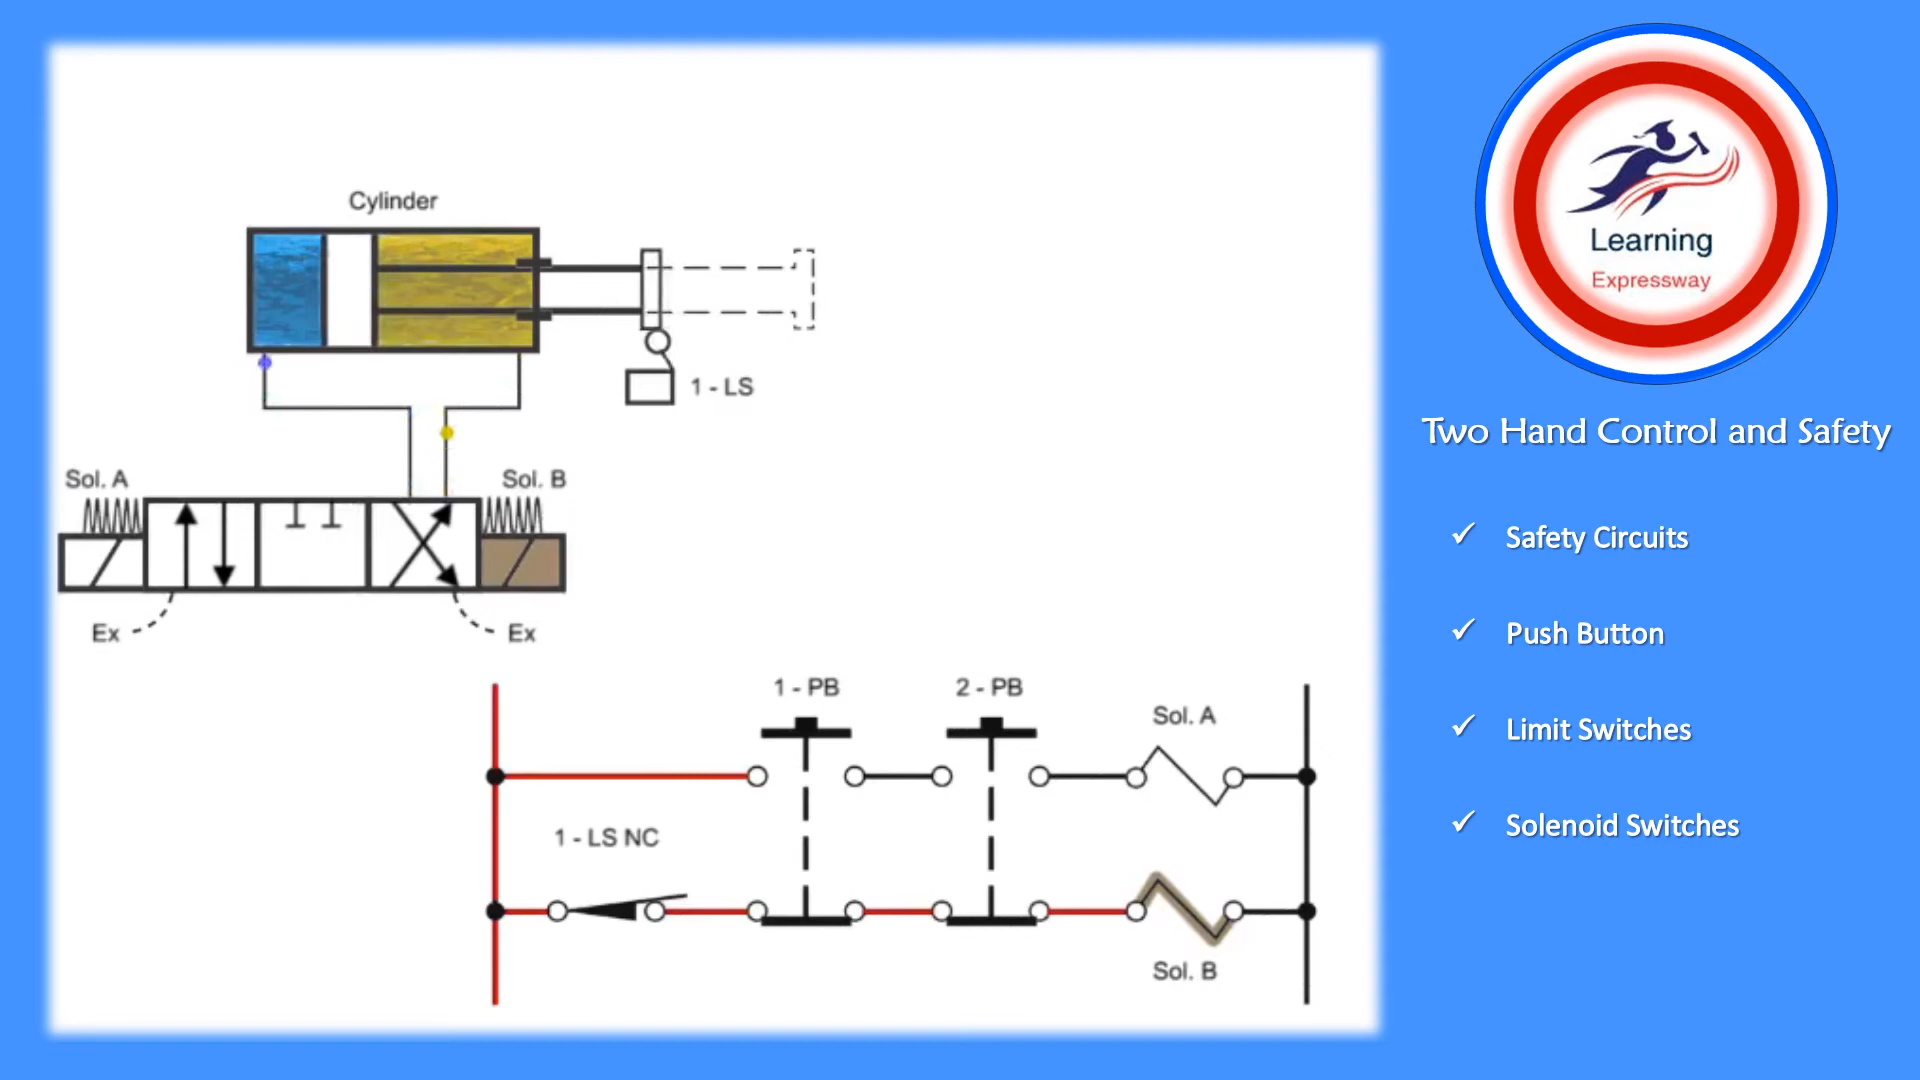 Cylinder
1 - LS
Sol. A
Sol. B
Ex
Ex
1 - PB
2 - PB
Sol. A
1 - LS NC
Sol. B
Learning
Expressway
Two Hand Control and Safety
✓ Safety Circuits
✓ Push Button
✓ Limit Switches
✓ Solenoid Switches